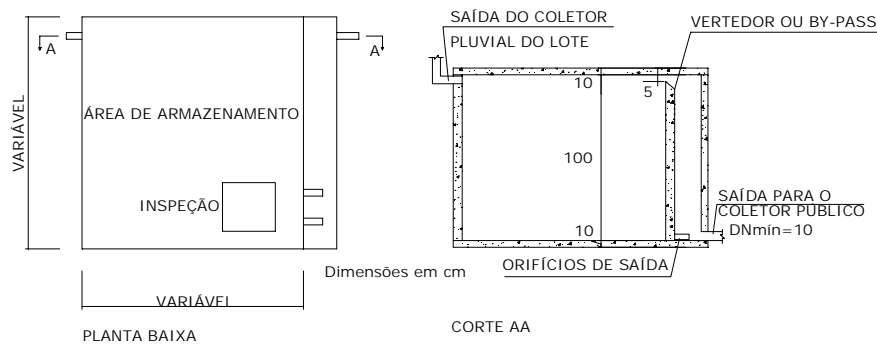 A
A
VARIÁVEL
ÁREA DE ARMAZENAMENTO
INSPEÇÃO
VARIÁVEL
PLANTA BAIXA
Dimensões em cm
SAÍDA DO COLETOR
PLUVIAL DO LOTE
VERTEDOR OU BY-PASS
10
5
100
10
SAÍDA PARA O
COLETOR PÚBLICO
DNmín=10
ORIFÍCIOS DE SAÍDA
CORTE AA